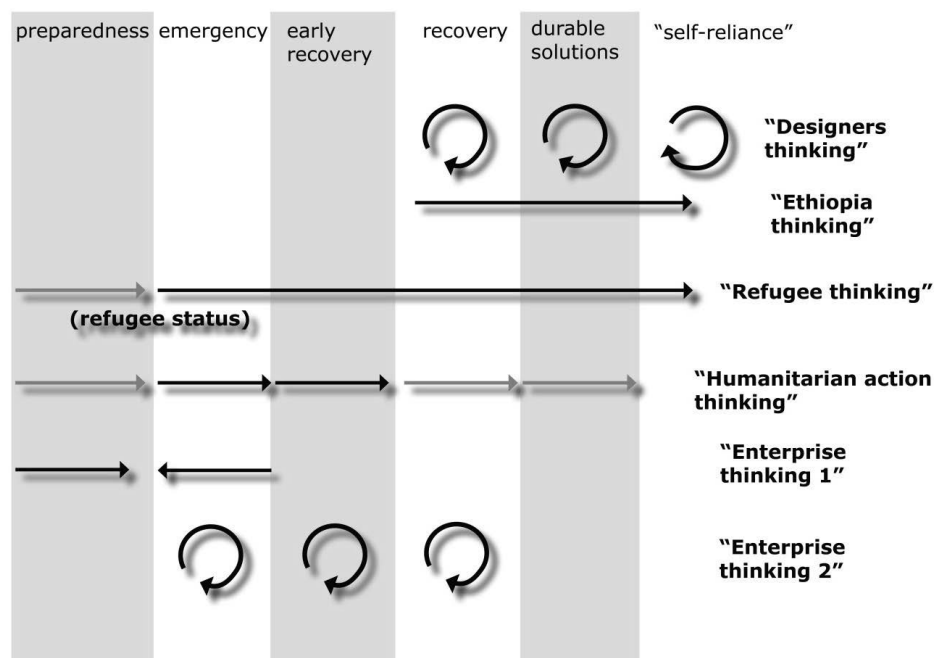 preparedness
emergency
early
recovery
recovery
durable
solutions
“self-reliance”
“Designers
thinking”
“Ethiopia
thinking”
“Refugee thinking”
(refugee status)
“Humanitarian action
thinking”
“Enterprise
thinking 1”
“Enterprise
thinking 2”